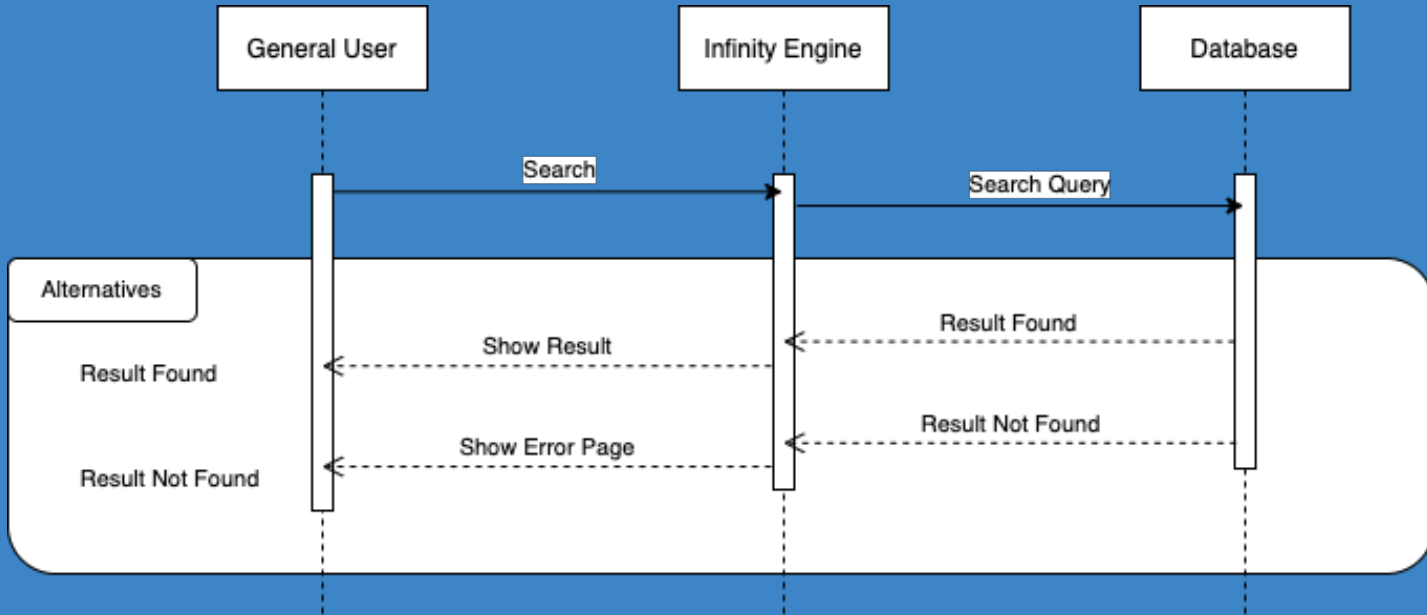 General User
Infinity Engine
Database
Search
Search Query
Alternatives
Result Found
Show Result
Result Found
Result Not Found
Show Error Page
Result Not Found